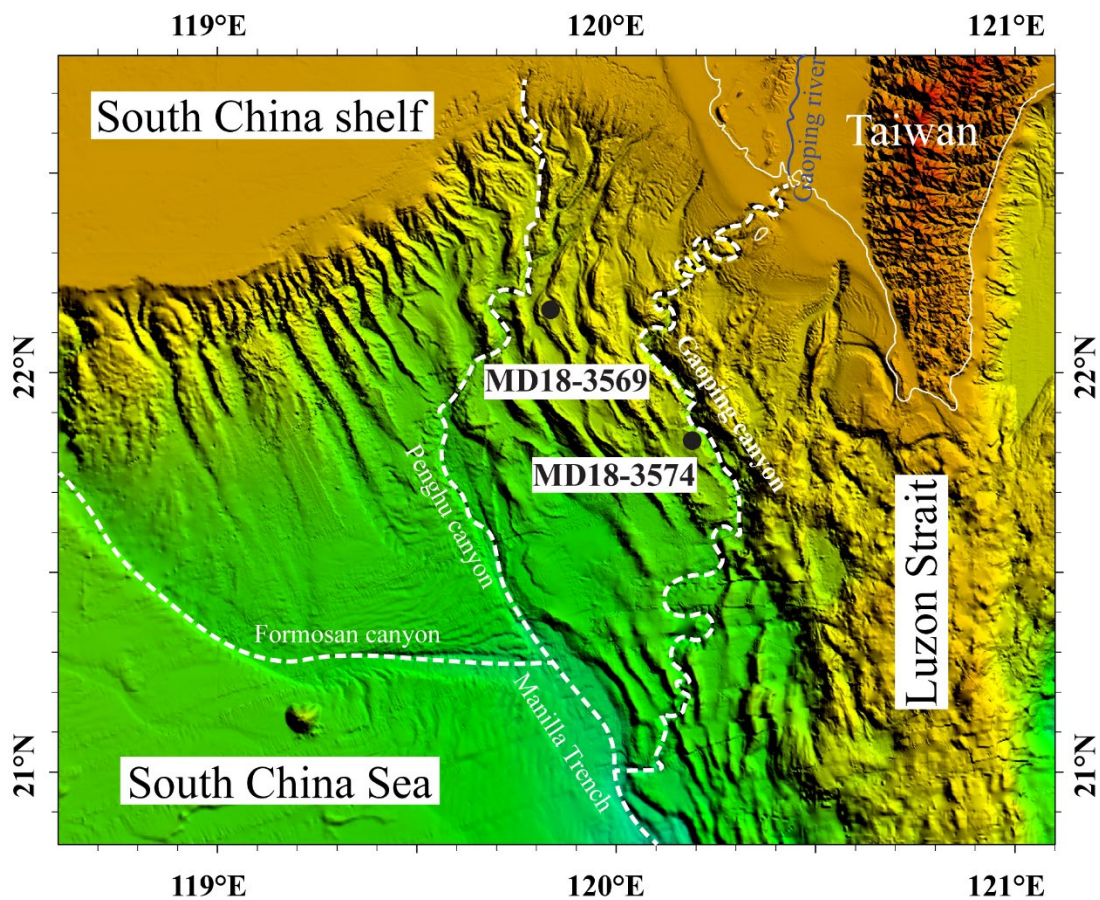 119°E
120°E
121°E
South China shelf
Gaoping river
Taiwan
22°N
22°N
MD18-3569
Gaoping canyon
MD18-3574
Penghu canyon
Luzon Strait
Formosan canyon
Manilla Trench
21°N
South China Sea
21°N
119°E
120°E
121°E